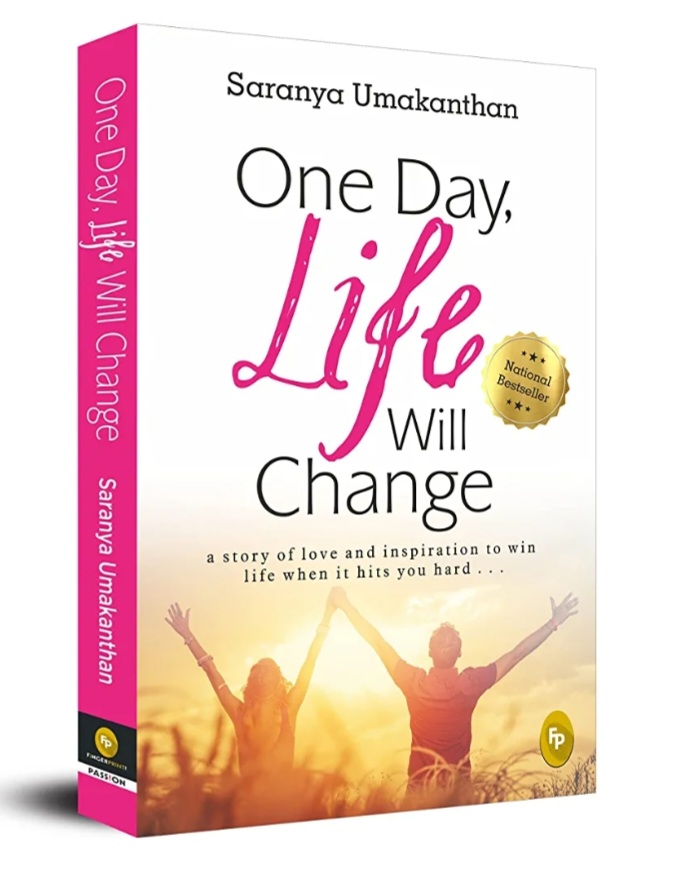 Saranya Umakanthan
One Day,
Life
Will
Change
National
Bestseller
a story of love and inspiration to win
life when it hits you hard . . .
FP
One Day, Life Will Change
Saranya Umakanthan
FP
FINGERPRINT!
PASSION